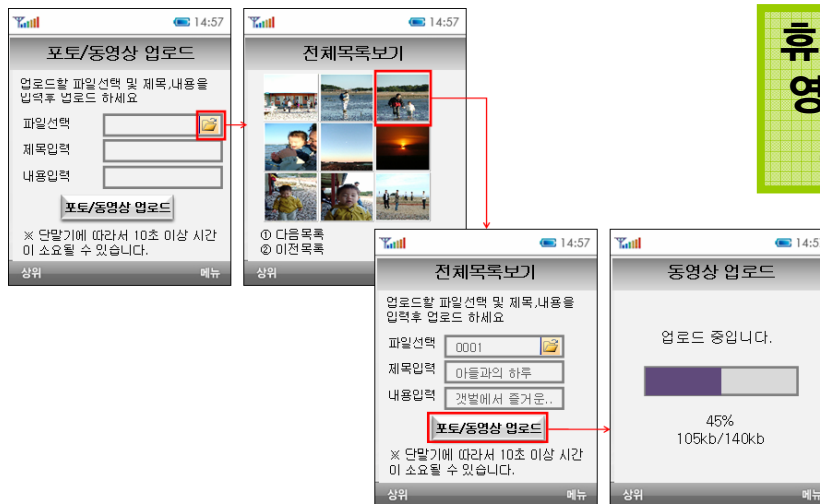 14:57
포토/동영상 업로드
업로드할 파일선택 및 제목,내용을
입력후 업로드 하세요
파일선택
제목입력
내용입력
포토/동영상 업로드
※ 단말기에 따라서 10초 이상 시간
이 소요될 수 있습니다.
상위 메뉴
14:57
전체목록보기
① 다음목록
② 이전목록
상위
휴
영
14:57
전체목록보기
업로드할 파일선택 및 제목,내용을
입력후 업로드 하세요
파일선택 0001
제목입력 아들과의 하루
내용입력 갯벌에서 즐거운..
포토/동영상 업로드
※ 단말기에 따라서 10초 이상 시간
이 소요될 수 있습니다.
상위 메뉴
14:5
동영상 업로드
업로드 중입니다.
45%
105kb/140kb
상위 메뉴